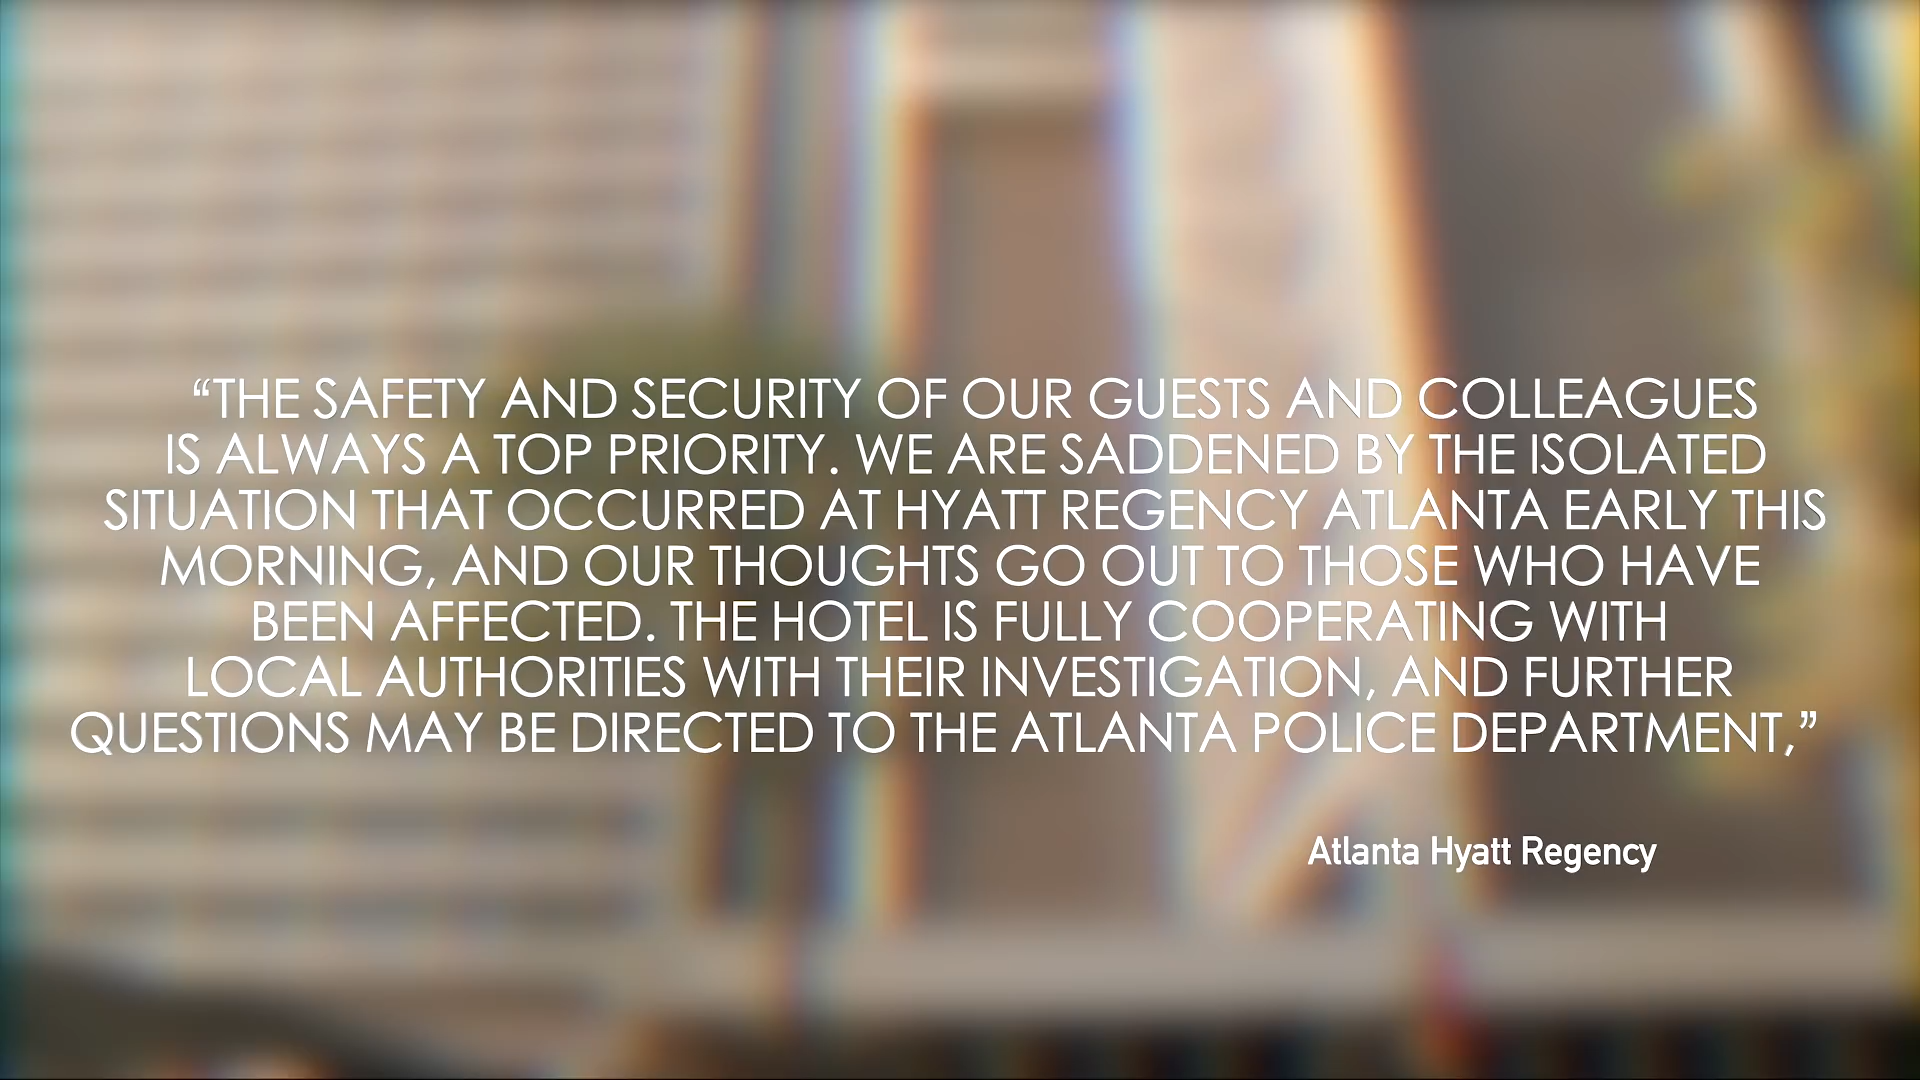 “THE SAFETY AND SECURITY OF OUR GUESTS AND COLLEAGUES
IS ALWAYS A TOP PRIORITY. WE ARE SADDENED BY THE ISOLATED
SITUATION THAT OCCURRED AT HYATT REGENCY ATLANTA EARLY THIS
MORNING, AND OUR THOUGHTS GO OUT TO THOSE WHO HAVE
BEEN AFFECTED. THE HOTEL IS FULLY COOPERATING WITH
LOCAL AUTHORITIES WITH THEIR INVESTIGATION, AND FURTHER
QUESTIONS MAY BE DIRECTED TO THE ATLANTA POLICE DEPARTMENT,”
Atlanta Hyatt Regency